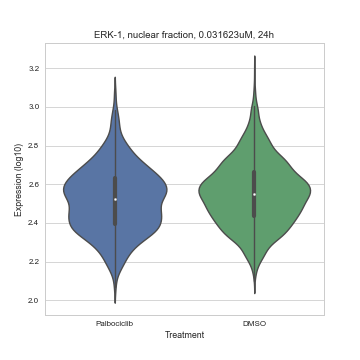 ERK-1, nuclear fraction, 0.031623uM, 24h
3.2
3.0
2.8
2.6
2.4
2.2
2.0
Expression (log10)
Palbociclib
DMSO
Treatment